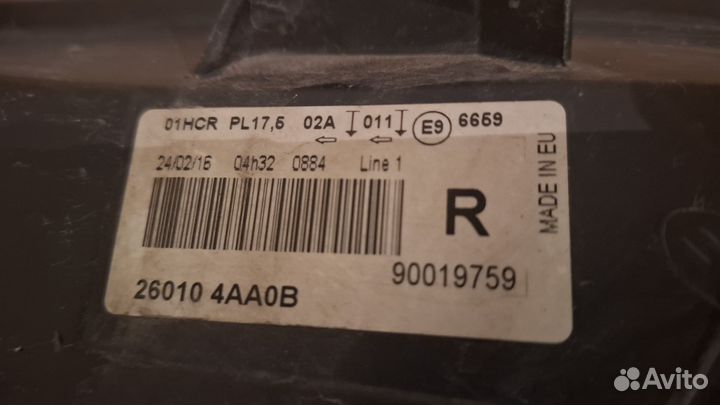 01HCR PL17,5 02A 011 E9 6659
24/02/16 04h32 0884 Line 1
R
MADE IN EU
90019759
26010 4AA0B
Avito